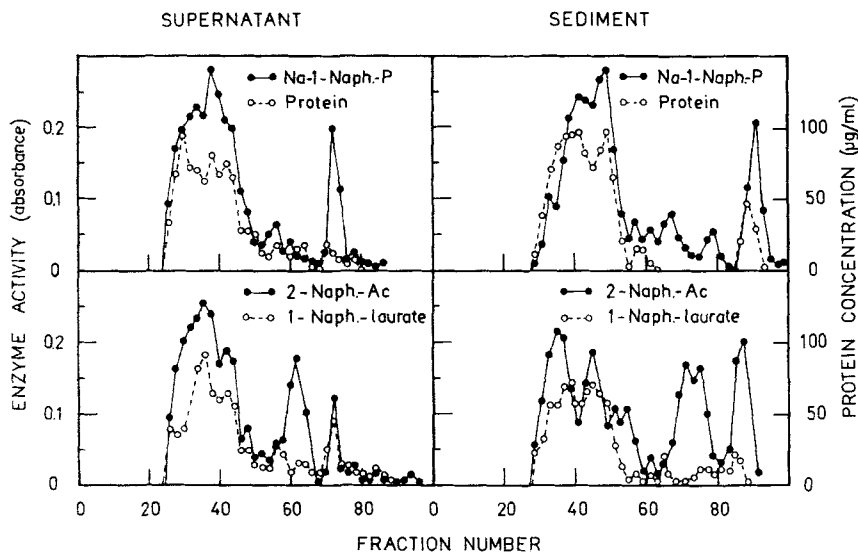 SUPERNATANT
SEDIMENT
Na-1-Naph.-P
Protein
Na-1-Naph.-P
Protein
0,2
0,1
0
100
50
0
2-Naph.-Ac
1-Naph.-laurate
2-Naph.-Ac
1-Naph.-laurate
0,2
0,1
0
100
50
0
0 20 40 60 80
0 20 40 60 80
FRACTION NUMBER
ENZYME ACTIVITY (absorbance)
PROTEIN CONCENTRATION (µg/ml)